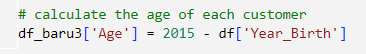 # calculate the age of each customer
df_baru3['Age'] = 2015 - df['Year_Birth']